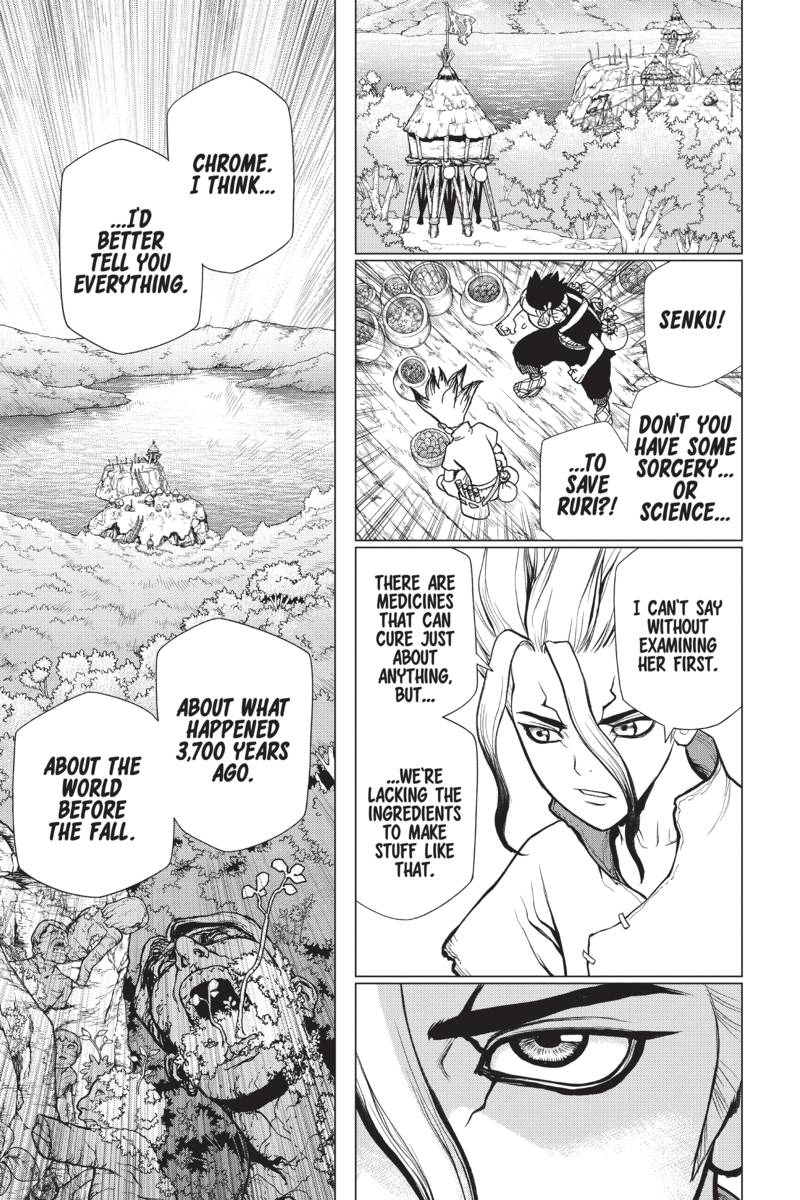 SENKU!
DON'T YOU
HAVE SOME
SORCERY...
OR
SCIENCE...
...TO
SAVE
RURI?!
I CAN'T SAY
WITHOUT
EXAMINING
HER FIRST.
THERE ARE
MEDICINES
THAT CAN
CURE JUST
ABOUT
ANYTHING,
BUT...
...WE'RE
LACKING THE
INGREDIENTS
TO MAKE
STUFF LIKE
THAT.
CHROME.
I THINK...
...I'D
BETTER
TELL YOU
EVERYTHING.
ABOUT WHAT
HAPPENED
3,700 YEARS
AGO.
ABOUT THE
WORLD
BEFORE
THE FALL.